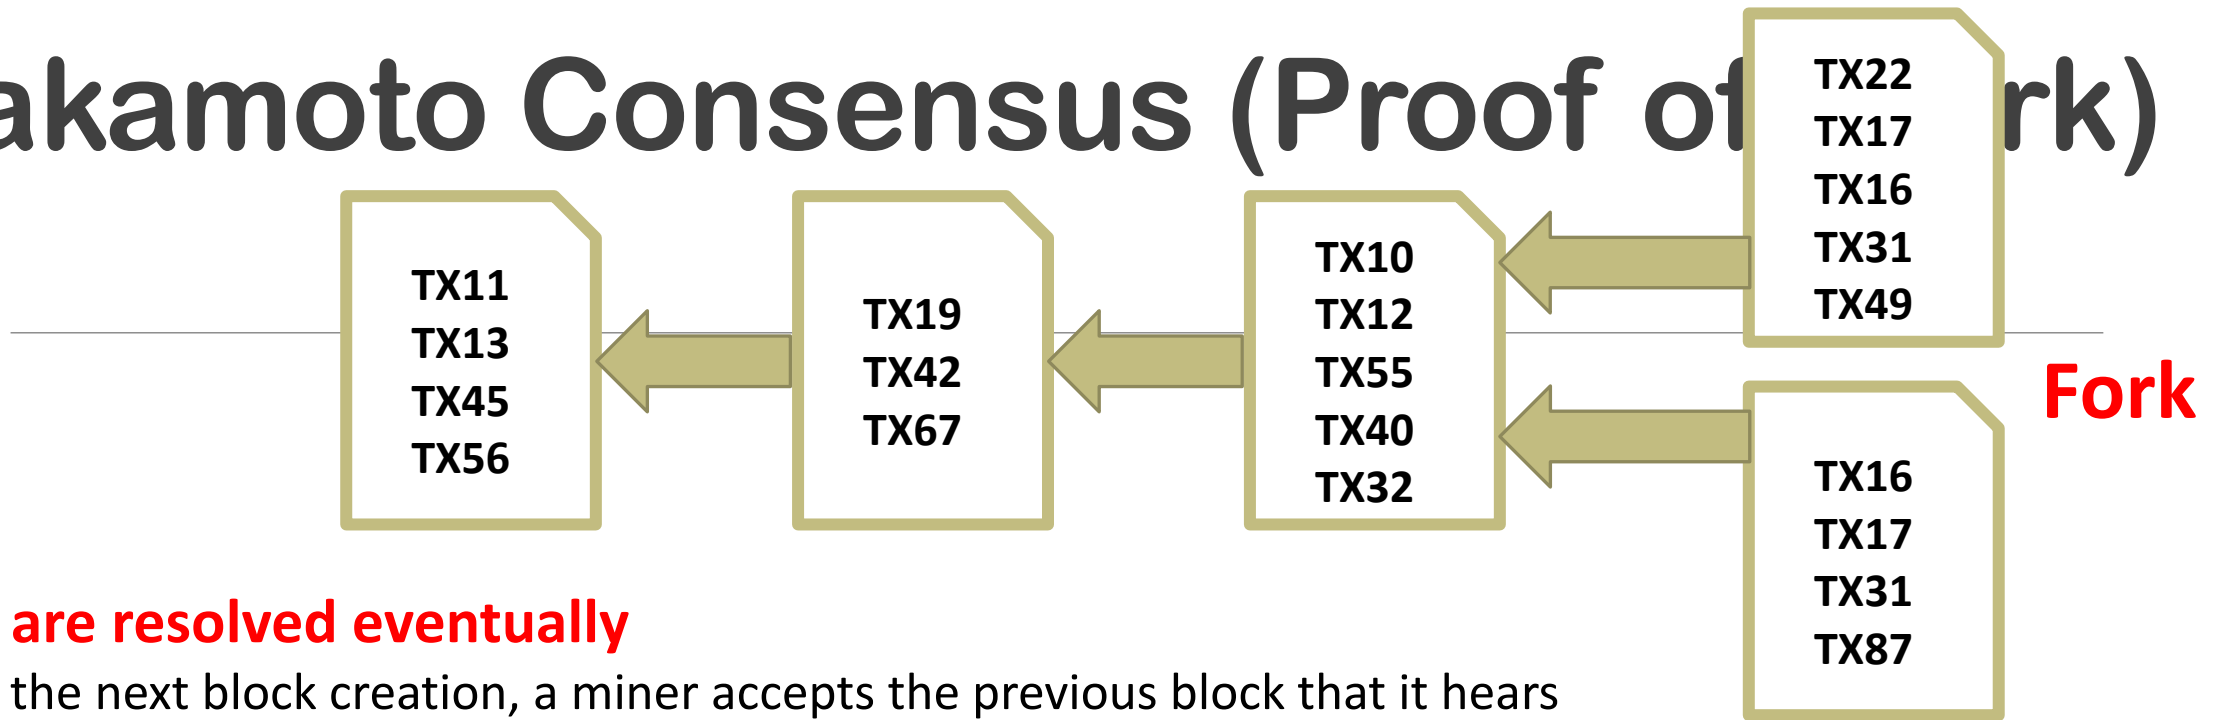 akamoto Consensus (Proof of rk)
TX11
TX13
TX45
TX56
TX19
TX42
TX67
TX10
TX12
TX55
TX40
TX32
TX22
TX17
TX16
TX31
TX49
Fork
TX16
TX17
TX31
TX87
are resolved eventually
the next block creation, a miner accepts the previous block that it hears